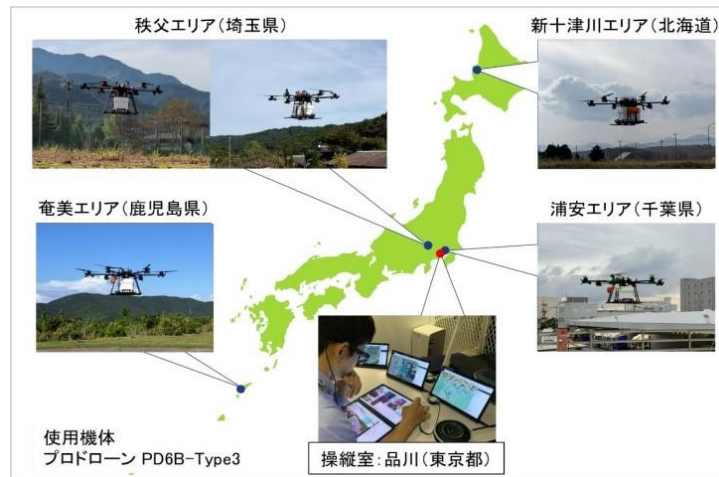 秩父エリア(埼玉県)
新十津川エリア(北海道)
奄美エリア(鹿児島県)
浦安エリア(千葉県)
使用機体
プロドローン PD6B-Type3
操縦室:品川(東京都)